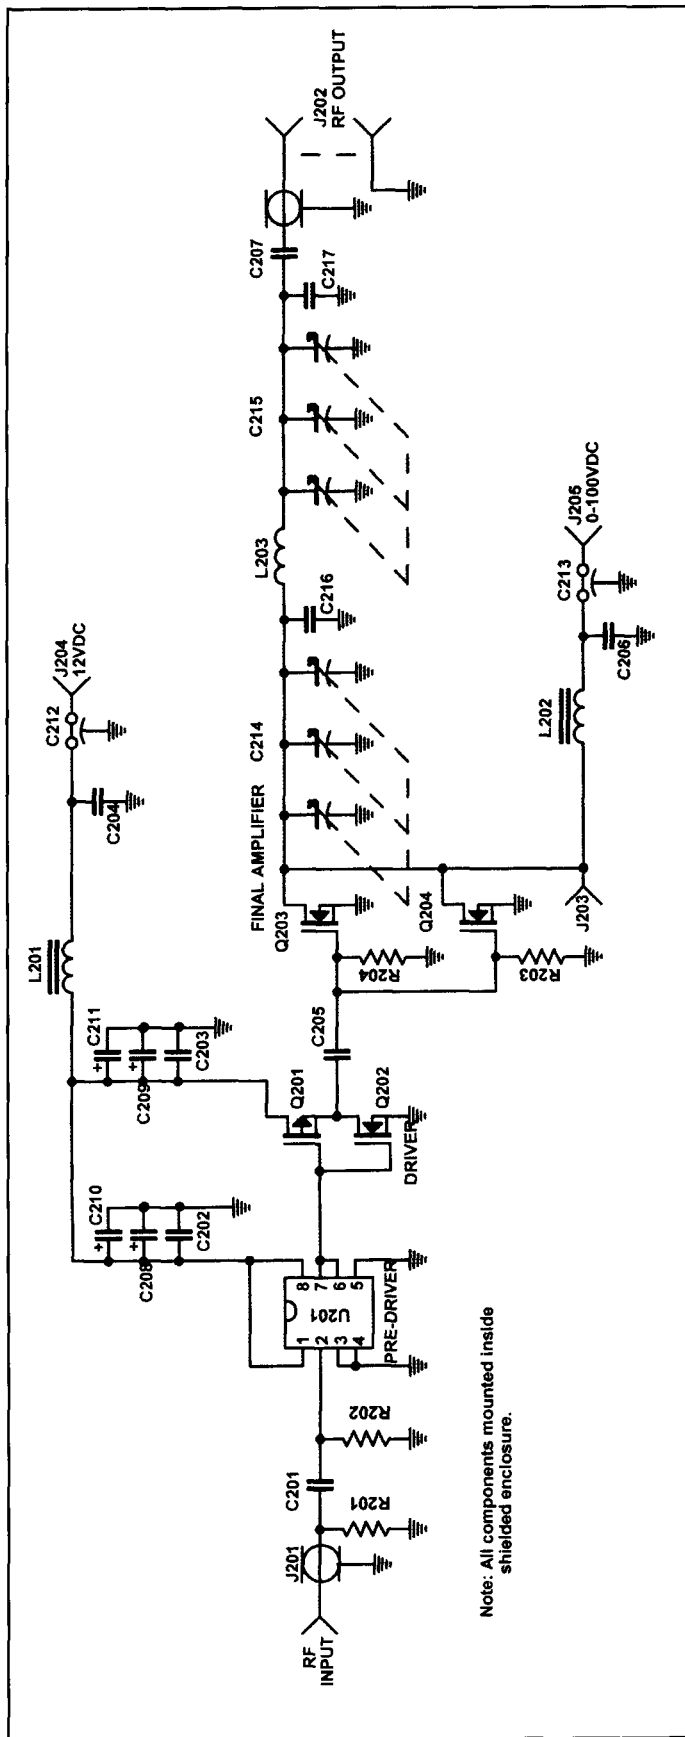 J202
RF OUTPUT
C207
C217
C215
L203
C216
C214
FINAL AMPLIFIER
J204
12VDC
C212
C204
L201
J205
0-100VDC
C213
C206
L202
J203
Q203
Q204
R204
R203
C205
C211
C209
C203
Q201
Q202
DRIVER
C210
C208
C202
8
7
6
5
U201
1
2
3
4
PRE-DRIVER
R202
C201
R201
J201
RF
INPUT
Note: All components mounted inside
shielded enclosure.